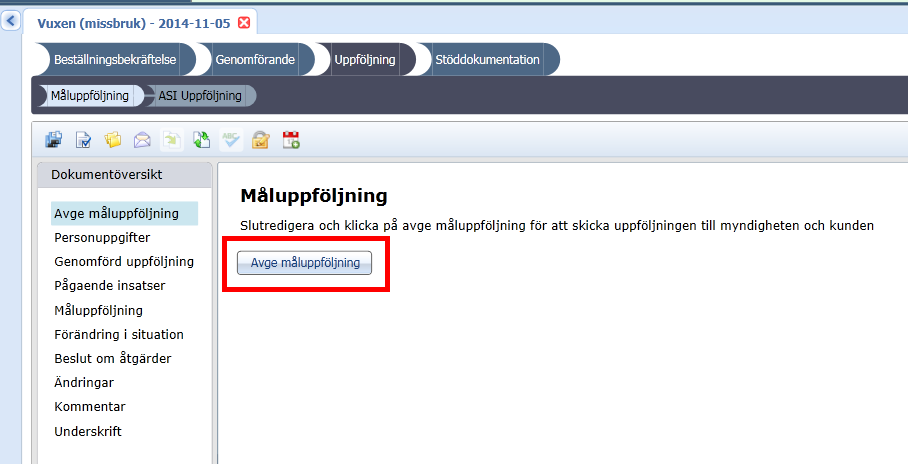 Vuxen (missbruk) - 2014-11-05
Beställningsbekräftelse Genomförande Uppföljning Stöddokumentation
Måluppföljning ASI Uppföljning
ABC
Dokumentöversikt
Avge måluppföljning
Personuppgifter
Genomförd uppföljning
Pågaende insatser
Måluppföljning
Förändring i situation
Beslut om åtgärder
Ändringar
Kommentar
Underskrift
Måluppföljning
Slutredigera och klicka på avge måluppföljning för att skicka uppföljningen till myndigheten och kunden
Avge måluppföljning